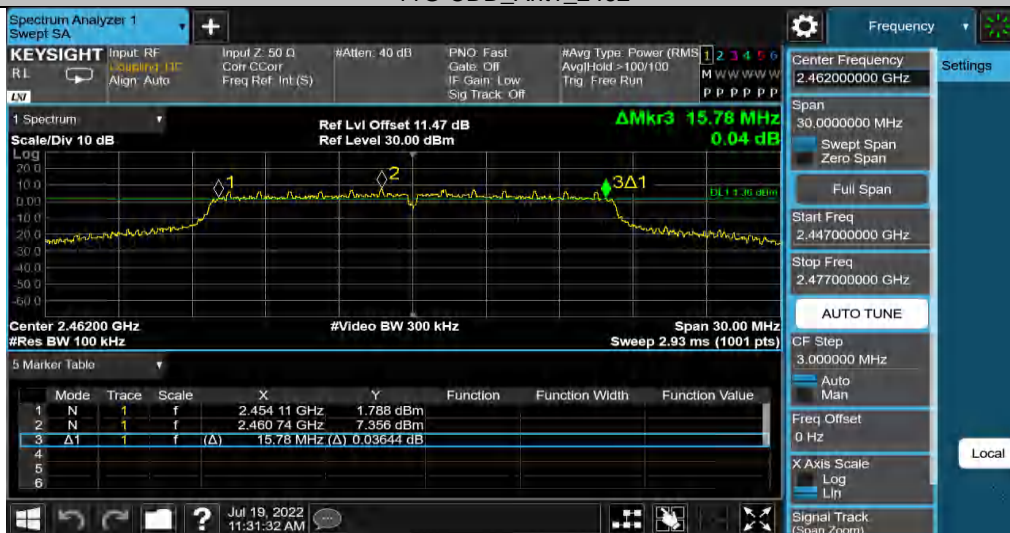 Spectrum Analyzer 1
Swept SA
Frequency
Settings
KEYSIGHT
RL
LXI
Input: RF
Coupling: DC
Align: Auto
Input Z: 50 Ω
Corr CCorr
Freq Ref: Int (S)
#Atten: 40 dB
PNO: Fast
Gate: Off
IF Gain: Low
Sig Track: Off
#Avg Type: Power (RMS
Avg|Hold:>100/100
Trig: Free Run
1 2 3 4 5 6
M W W W W W
P P P P P P
1 Spectrum
Scale/Div 10 dB
Ref Lvl Offset 11.47 dB
Ref Level 30.00 dBm
ΔMkr3 15.78 MHz
0.04 dB
Log
20.0
10.0
0.00
-10.0
-20.0
-30.0
-40.0
-50.0
-60.0
1
2
3Δ1
DL1 1.36 dBm
Center 2.46200 GHz
#Video BW 300 kHz
Span 30.00 MHz
#Res BW 100 kHz
Sweep 2.93 ms (1001 pts)
5 Marker Table
Mode Trace Scale X Y Function Function Width Function Value
1 N 1 f 2.454 11 GHz 1.788 dBm
2 N 1 f 2.460 74 GHz 7.356 dBm
3 Δ1 1 f (Δ) 15.78 MHz (Δ) 0.03644 dB
4
5
6
Jul 19, 2022
11:31:32 AM
Center Frequency
2.462000000 GHz
Span
30.0000000 MHz
Swept Span
Zero Span
Full Span
Start Freq
2.447000000 GHz
Stop Freq
2.477000000 GHz
AUTO TUNE
CF Step
3.000000 MHz
Auto
Man
Freq Offset
0 Hz
X Axis Scale
Log
Lin
Signal Track
(Span Zoom)
Local